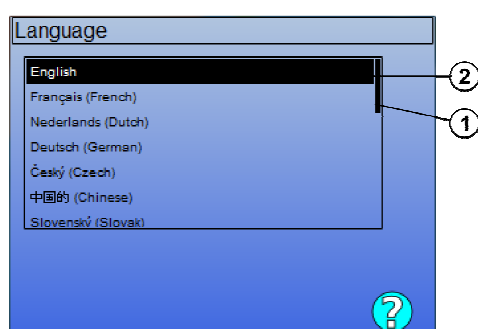 Language
English
Français (French)
Nederlands (Dutch)
Deutsch (German)
Český (Czech)
中国的 (Chinese)
Slovenský (Slovak)
2
1
?